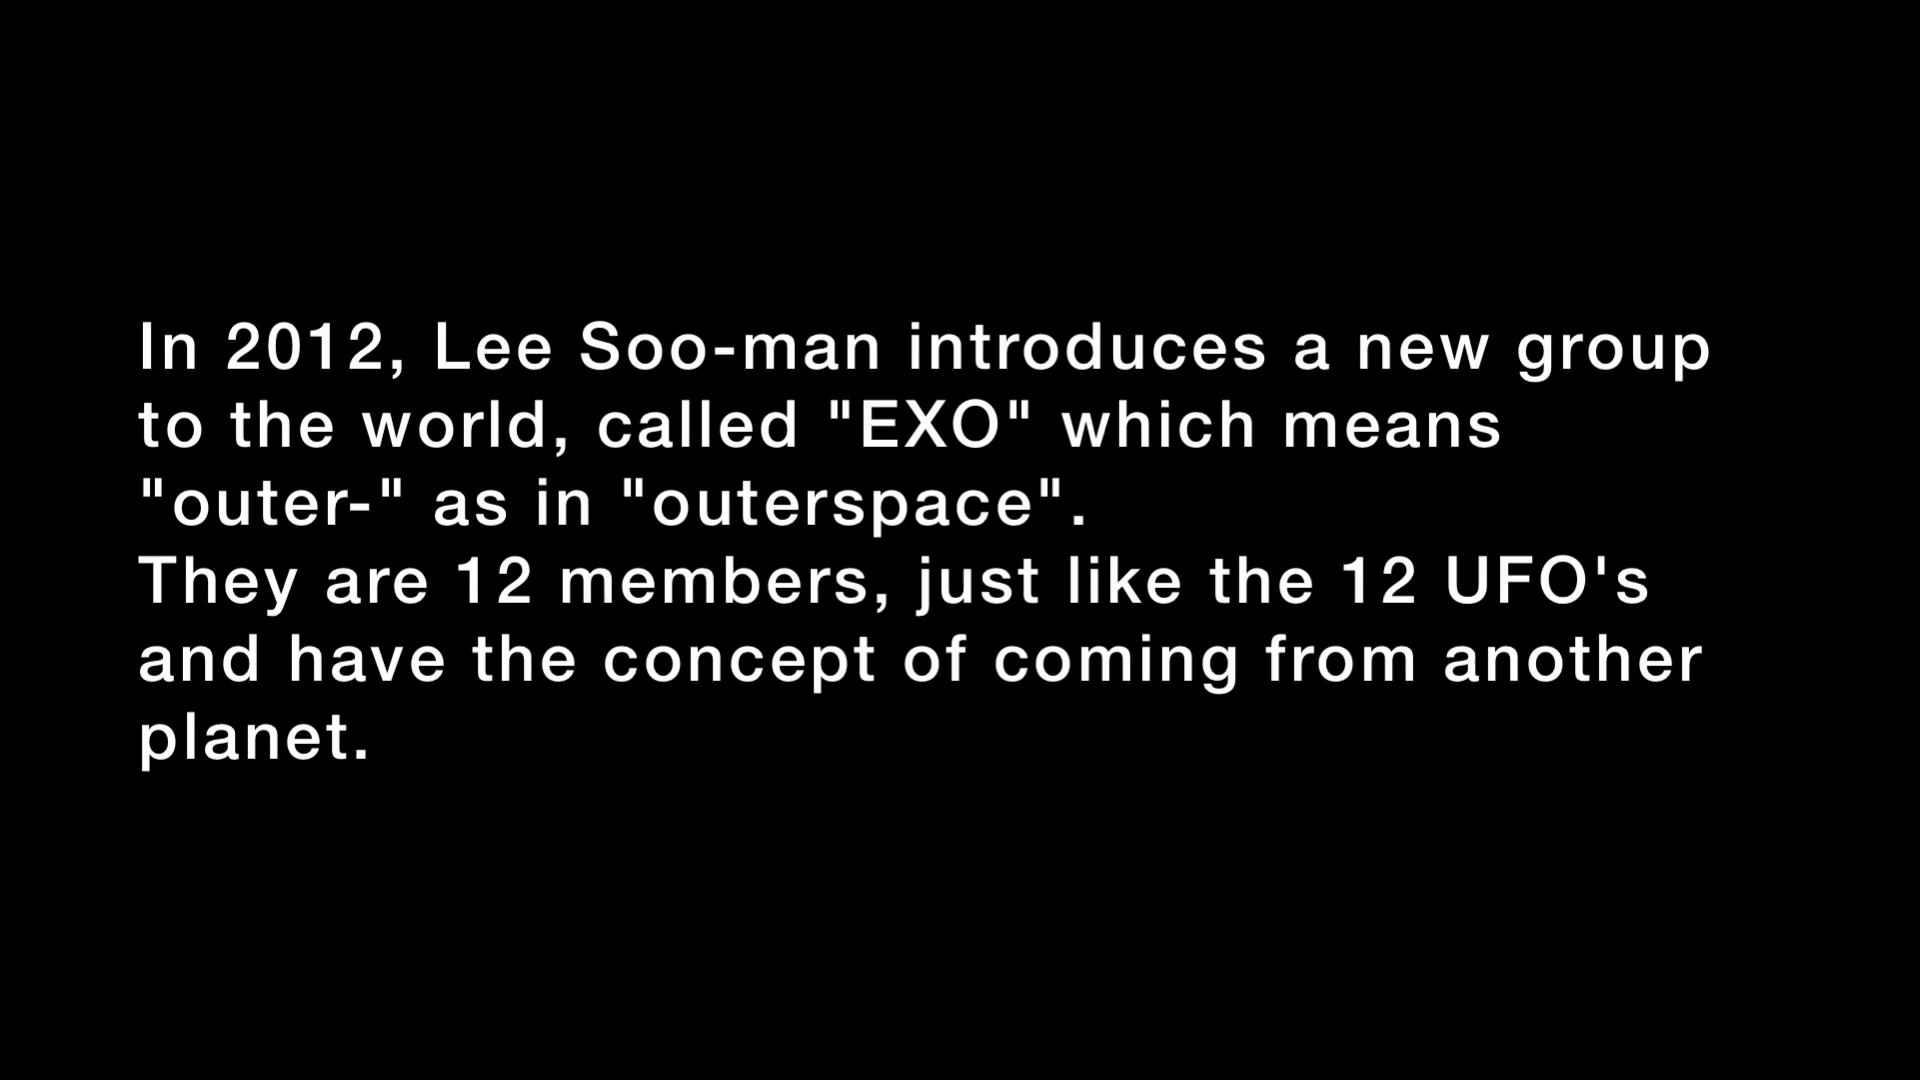 In 2012, Lee Soo-man introduces a new group
to the world, called "EXO" which means
"outer-" as in "outerspace".
They are 12 members, just like the 12 UFO's
and have the concept of coming from another
planet.